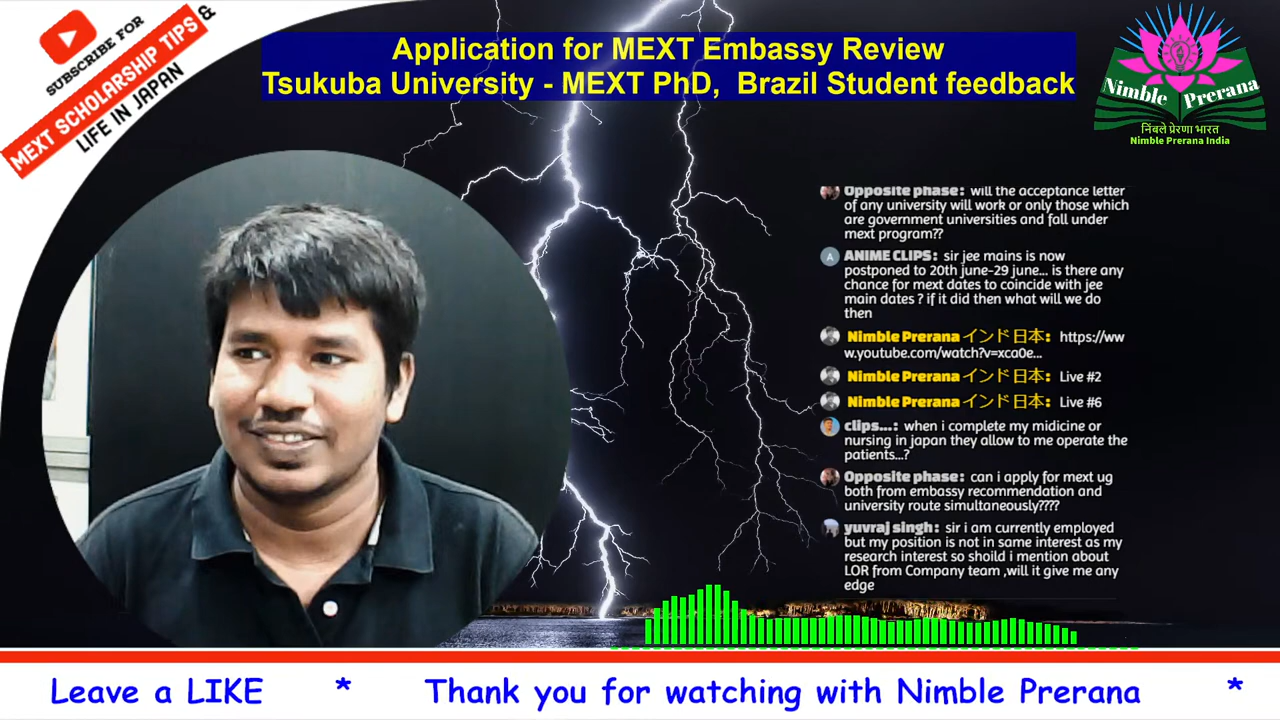 SUBSCRIBE FOR
MEXT SCHOLARSHIP TIPS &
LIFE IN JAPAN
Application for MEXT Embassy Review
Tsukuba University - MEXT PhD, Brazil Student feedback
Nimble Prerana
निंबले प्रेरणा भारत
Nimble Prerana India
Opposite phase: will the acceptance letter
of any university will work or only those which
are government universities and fall under
mext program??
A ANIME CLIPS: sir jee mains is now
postponed to 20th june-29 june... is there any
chance for mext dates to coincide with jee
main dates ? if it did then what will we do
then
Nimble Prerana インド日本: https://ww
w.youtube.com/watch?v=xca0e...
Nimble Prerana インド日本: Live #2
Nimble Prerana インド日本: Live #6
clips...: when i complete my midicine or
nursing in japan they allow to me operate the
patients...?
Opposite phase: can i apply for mext ug
both from embassy recommendation and
university route simultaneously????
yuvraj singh: sir i am currently employed
but my position is not in same interest as my
research interest so shoild i mention about
LOR from Company team ,will it give me any
edge
Leave a LIKE * Thank you for watching with Nimble Prerana *